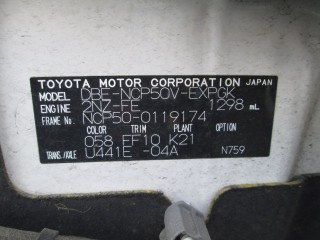 TOYOTA MOTOR CORPORATION JAPAN
MODEL DBE-NCP50V-EXPGK
ENGINE 2NZ-FE 1298 mL
FRAME No. NCP50-0119174
COLOR TRIM PLANT OPTION
058 FF10 K21
TRANS./AXLE U441E -04A N759